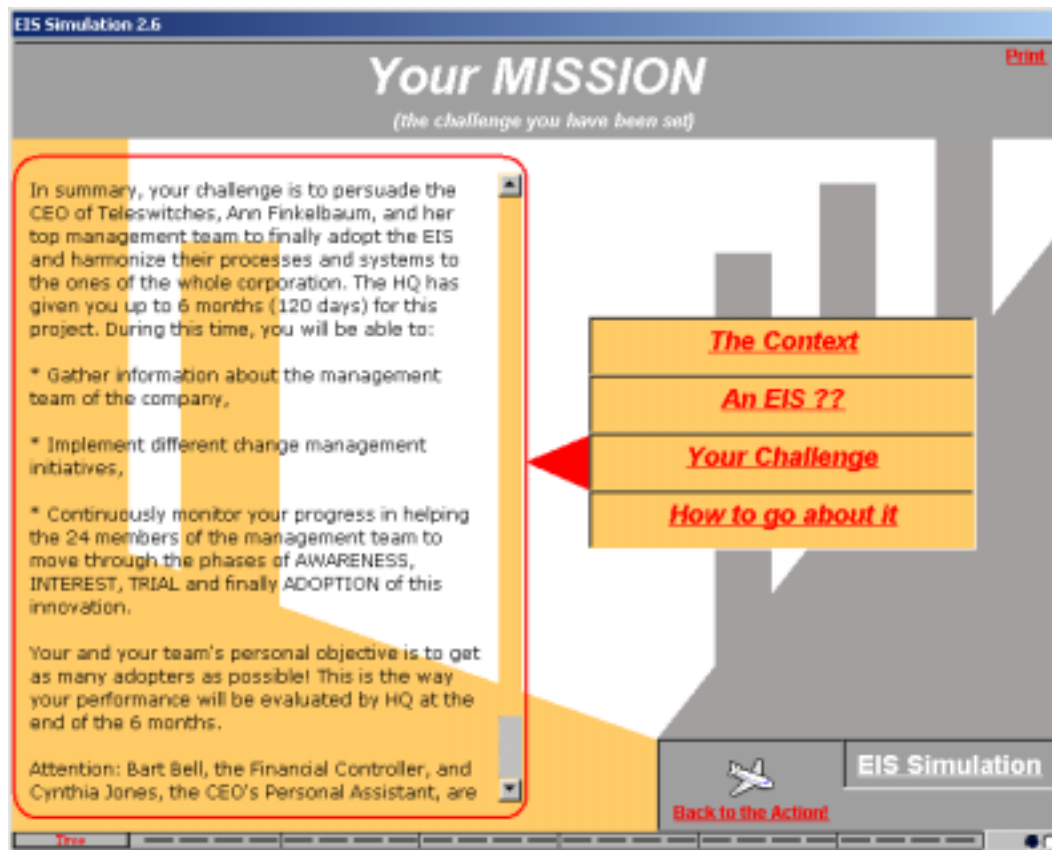 EIS Simulation 2.6
Print
Your MISSION
(the challenge you have been set)
In summary, your challenge is to persuade the
CEO of Teleswitches, Ann Finkelbaum, and her
top management team to finally adopt the EIS
and harmonize their processes and systems to
the ones of the whole corporation. The HQ has
given you up to 6 months (120 days) for this
project. During this time, you will be able to:
* Gather information about the management
team of the company,
* Implement different change management
initiatives,
* Continuously monitor your progress in helping
the 24 members of the management team to
move through the phases of AWARENESS,
INTEREST, TRIAL and finally ADOPTION of this
innovation.
Your and your team's personal objective is to get
as many adopters as possible! This is the way
your performance will be evaluated by HQ at the
end of the 6 months.
Attention: Bart Bell, the Financial Controller, and
Cynthia Jones, the CEO's Personal Assistant, are
The Context
An EIS ??
Your Challenge
How to go about it
EIS Simulation
Back to the Action!
Time